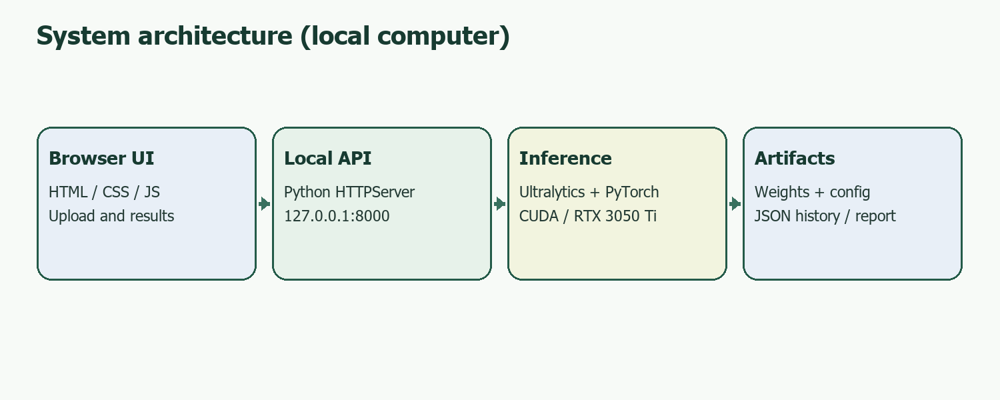 System architecture (local computer)
Browser UI
HTML / CSS / JS
Upload and results
Local API
Python HTTPServer
127.0.0.1:8000
Inference
Ultralytics + PyTorch
CUDA / RTX 3050 Ti
Artifacts
Weights + config
JSON history / report